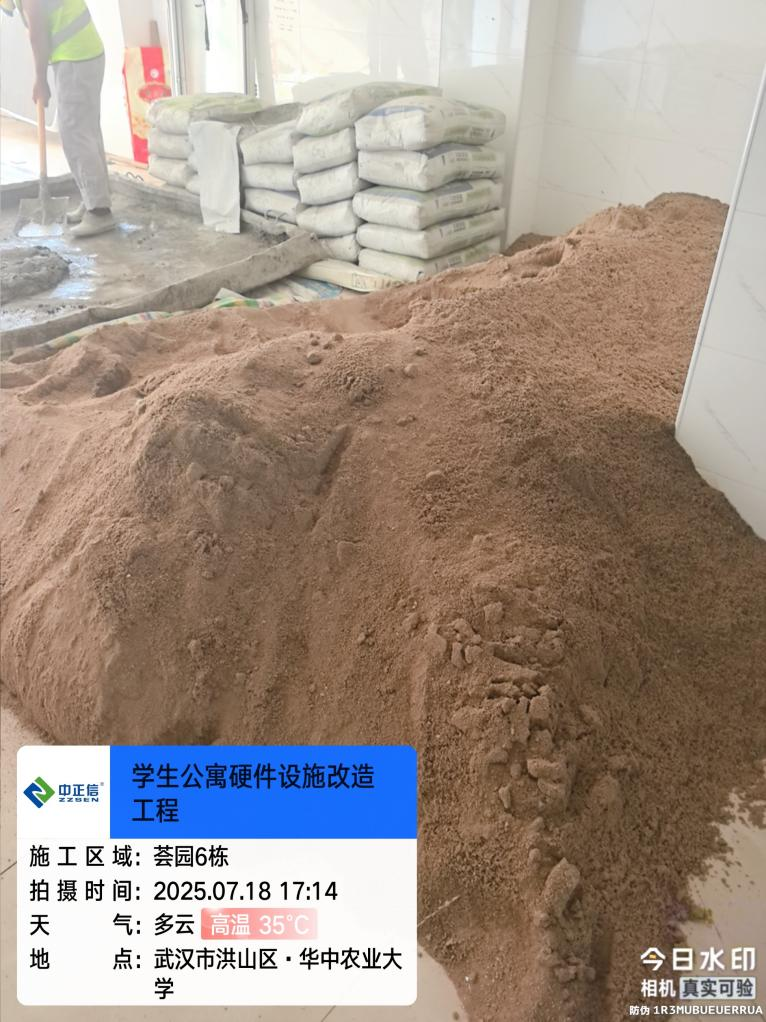 中正信®
ZZSEN
学生公寓硬件设施改造
工程
施工区域：荟园6栋
拍摄时间：2025.07.18 17:14
天气：多云 高温 35°C
地点：武汉市洪山区·华中农业大
学
今日水印
相机 真实可验
防伪 1R3MUBUEUERRUA